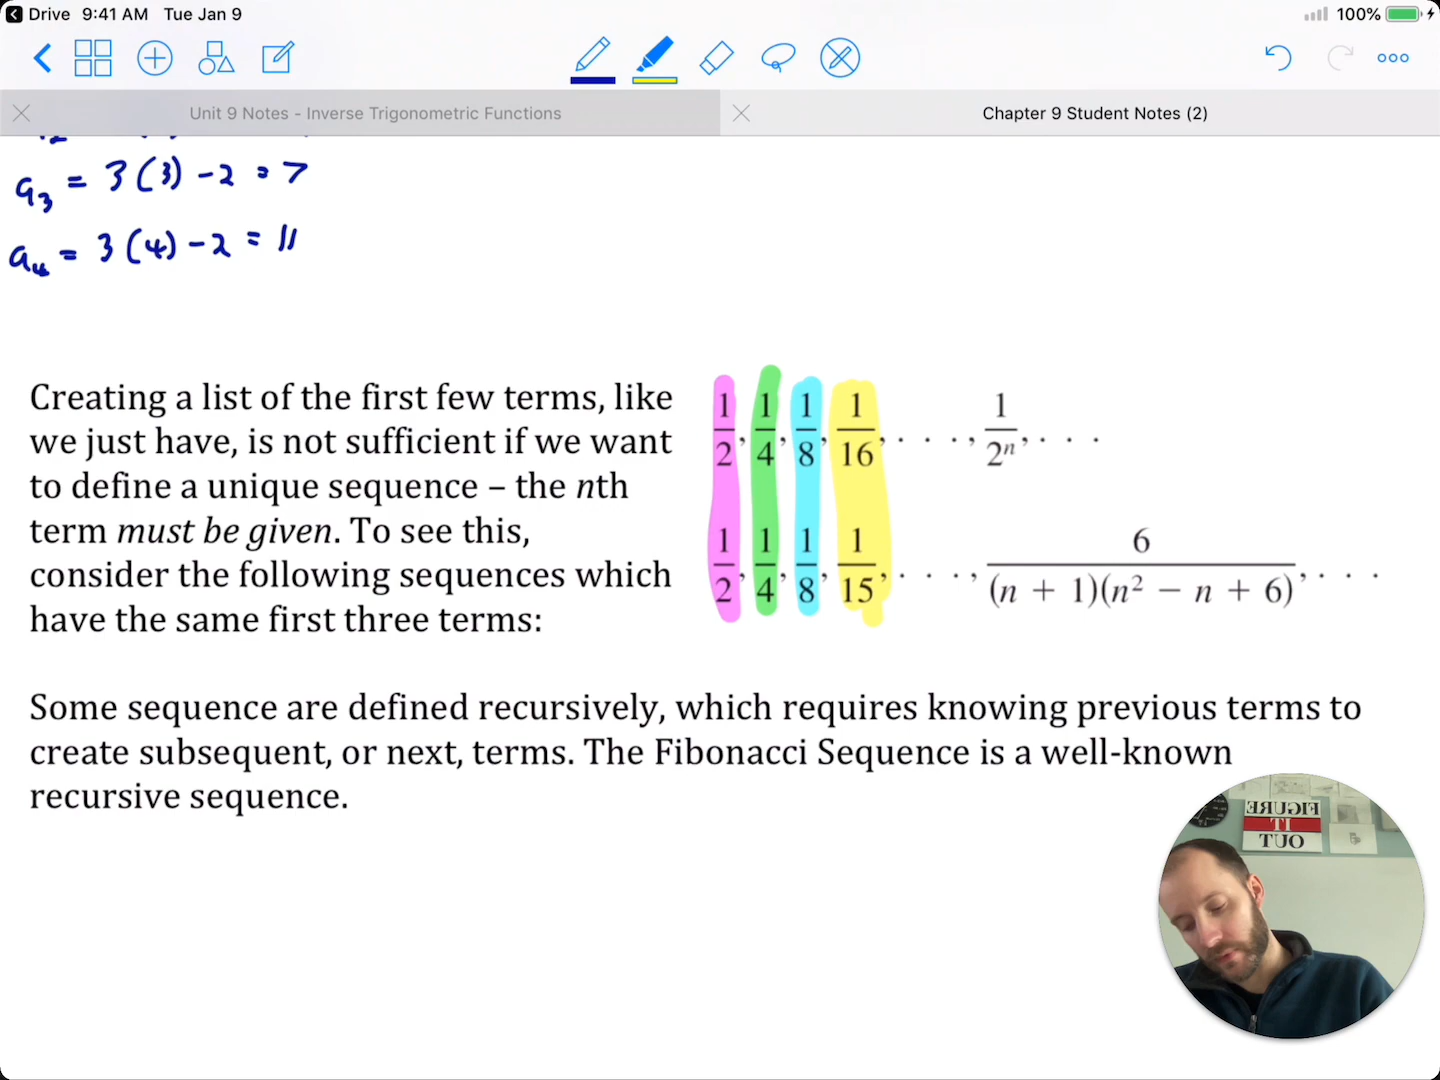 Drive 9:41 AM Tue Jan 9 100%
Unit 9 Notes - Inverse Trigonometric Functions Chapter 9 Student Notes (2)
a₃ = 3(3) - 2 = 7
a₄ = 3(4) - 2 = 11
Creating a list of the first few terms, like
we just have, is not sufficient if we want
to define a unique sequence – the nth
term must be given. To see this,
consider the following sequences which
have the same first three terms:
1/2, 1/4, 1/8, 1/16, . . . , 1/2ⁿ, . . .
1/2, 1/4, 1/8, 1/15, . . . , 6/((n + 1)(n² − n + 6)), . . .
Some sequence are defined recursively, which requires knowing previous terms to
create subsequent, or next, terms. The Fibonacci Sequence is a well-known
recursive sequence.
FIGURE
IT
OUT